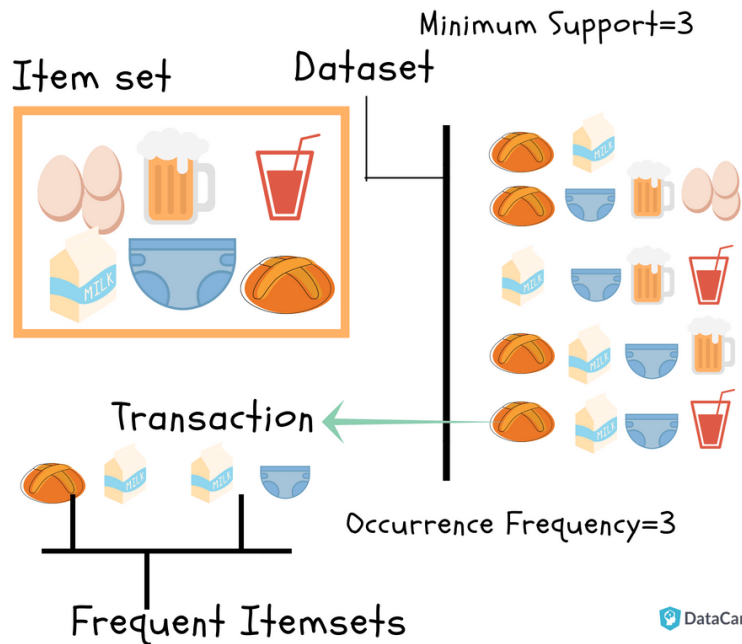 Minimum Support=3
Item set
Dataset
MILK
MILK
MILK
MILK
MILK
Transaction
MILK
MILK
Occurrence Frequency=3
Frequent Itemsets
DataCa